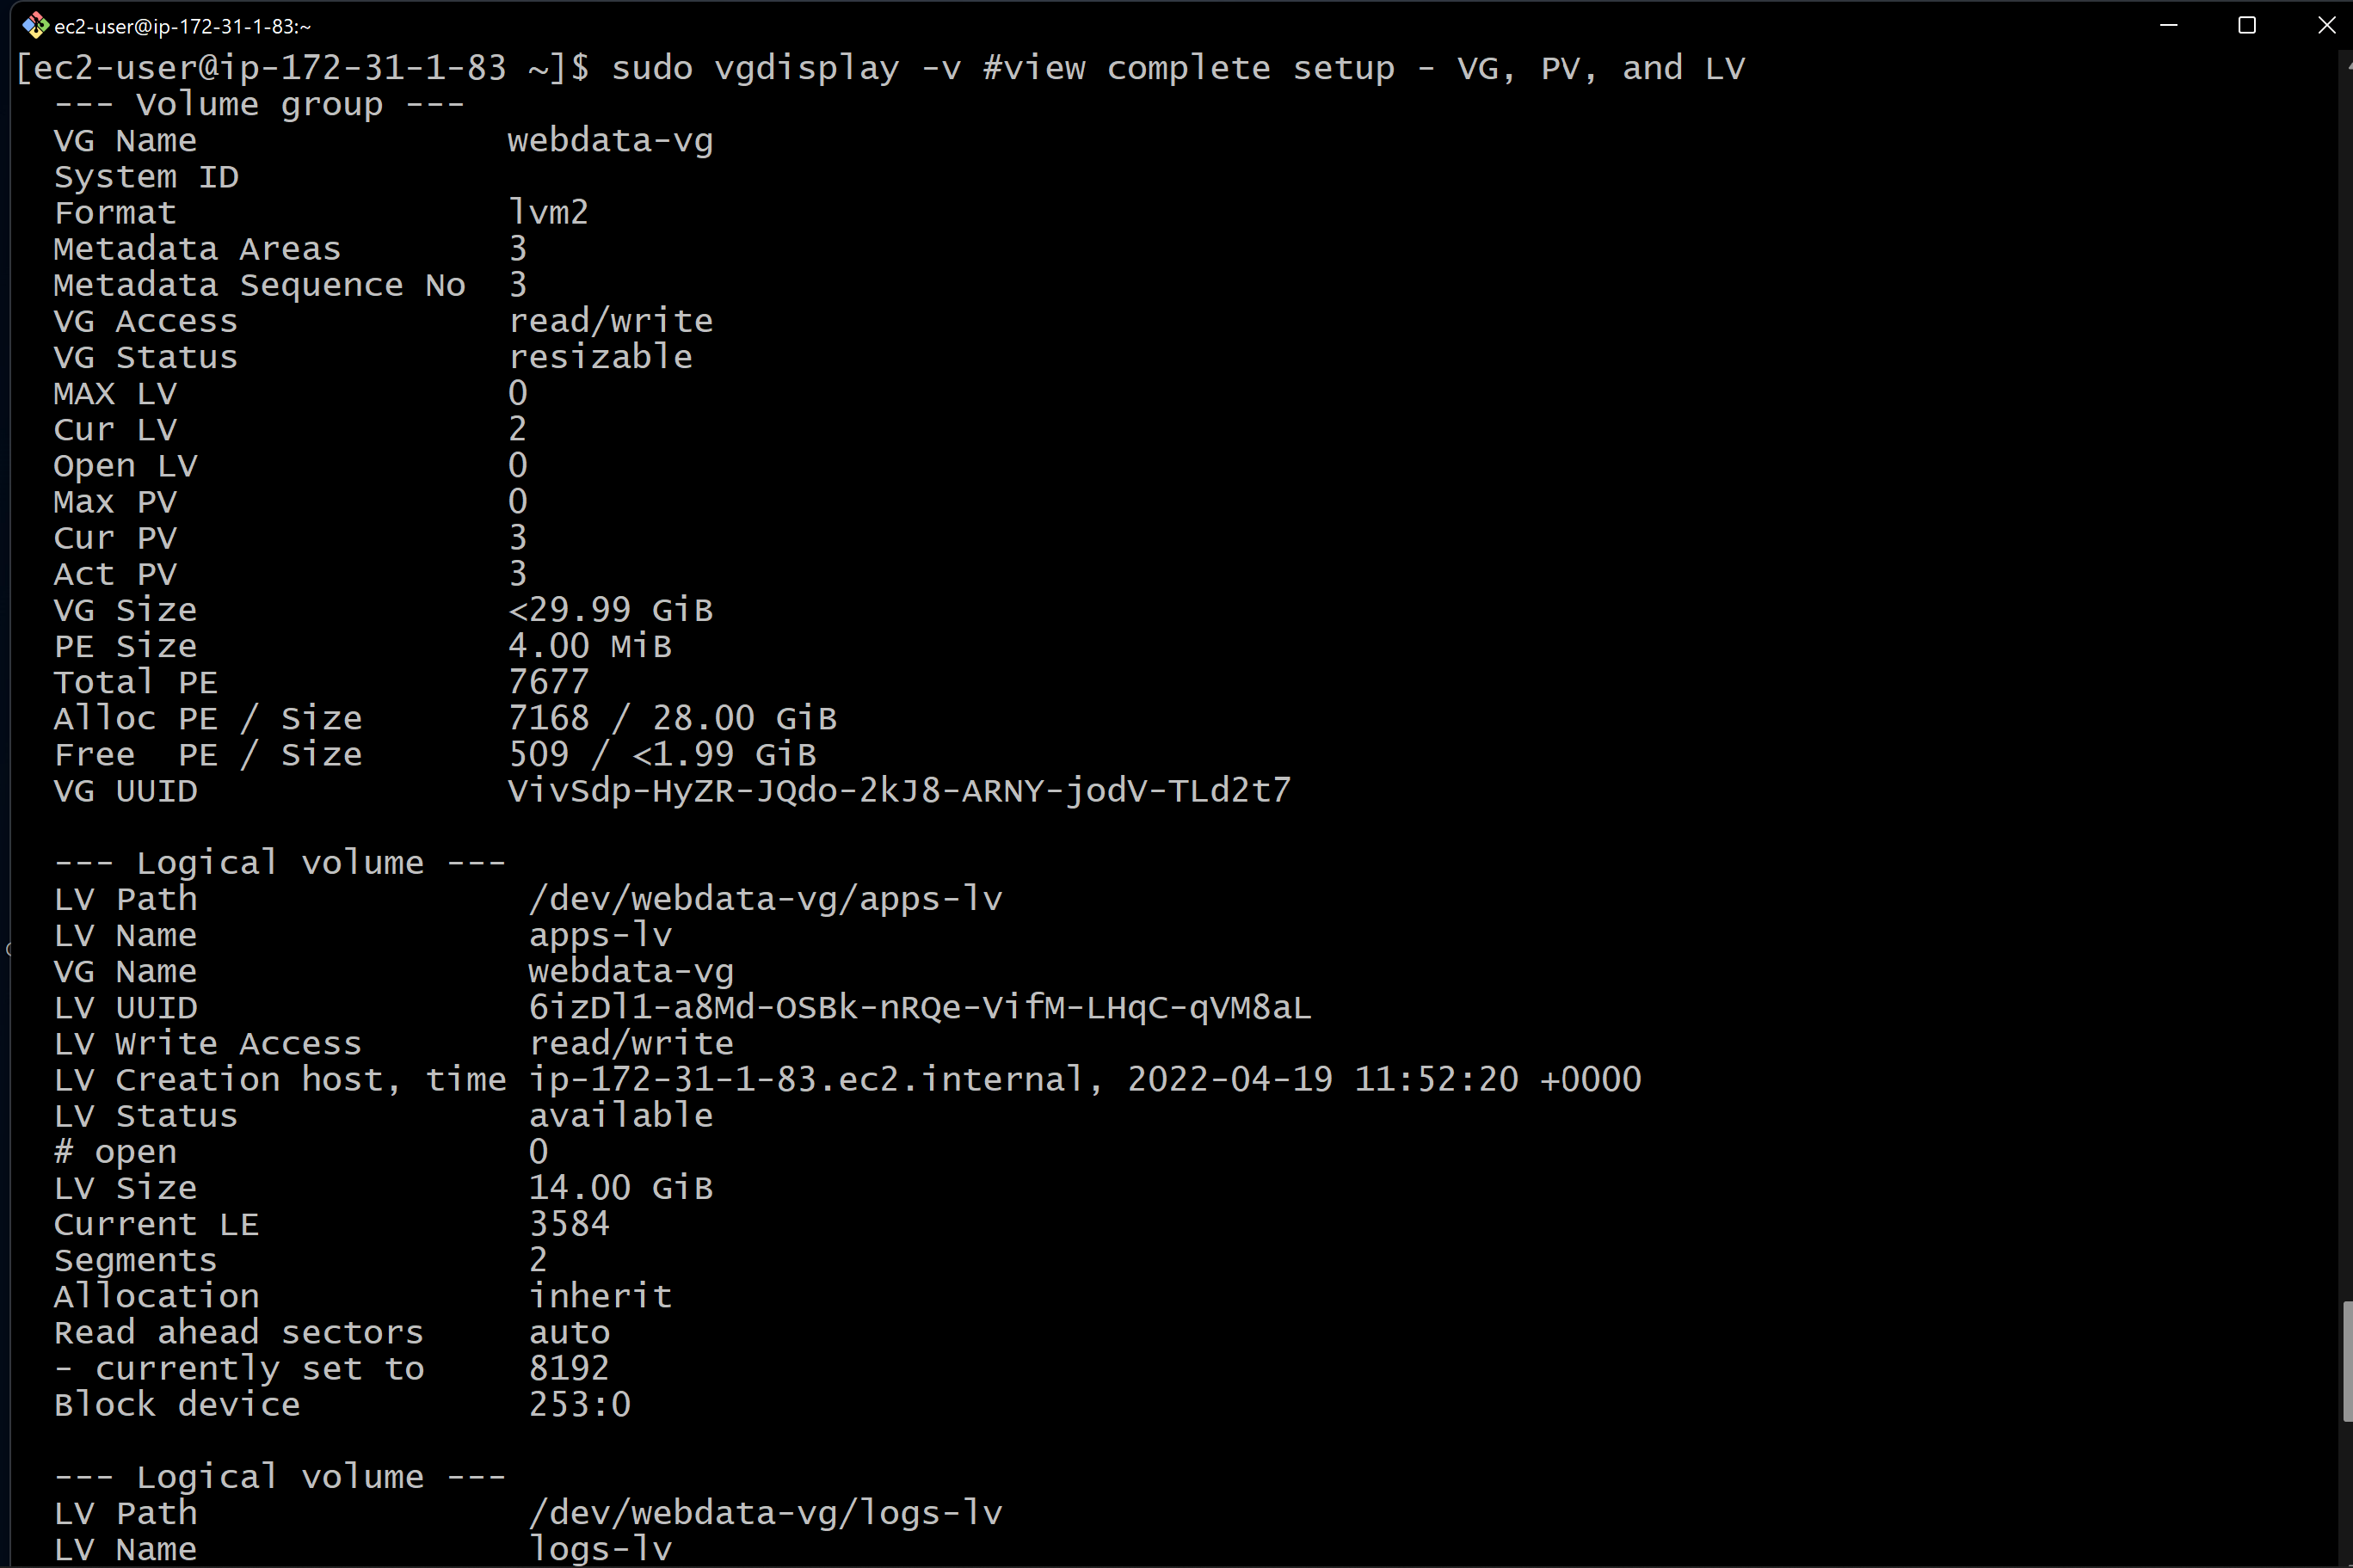 ec2-user@ip-172-31-1-83:~
[ec2-user@ip-172-31-1-83 ~]$ sudo vgdisplay -v #view complete setup - VG, PV, and LV
  --- Volume group ---
  VG Name               webdata-vg
  System ID
  Format                lvm2
  Metadata Areas        3
  Metadata Sequence No  3
  VG Access             read/write
  VG Status             resizable
  MAX LV                0
  Cur LV                2
  Open LV               0
  Max PV                0
  Cur PV                3
  Act PV                3
  VG Size               <29.99 GiB
  PE Size               4.00 MiB
  Total PE              7677
  Alloc PE / Size       7168 / 28.00 GiB
  Free  PE / Size       509 / <1.99 GiB
  VG UUID               VivSdp-HyZR-JQdo-2kJ8-ARNY-jodV-TLd2t7

  --- Logical volume ---
  LV Path                /dev/webdata-vg/apps-lv
  LV Name                apps-lv
  VG Name                webdata-vg
  LV UUID                6izDl1-a8Md-OSBk-nRQe-VifM-LHqC-qVM8aL
  LV Write Access        read/write
  LV Creation host, time ip-172-31-1-83.ec2.internal, 2022-04-19 11:52:20 +0000
  LV Status              available
  # open                 0
  LV Size                14.00 GiB
  Current LE             3584
  Segments               2
  Allocation             inherit
  Read ahead sectors     auto
  - currently set to     8192
  Block device           253:0

  --- Logical volume ---
  LV Path                /dev/webdata-vg/logs-lv
  LV Name                logs-lv